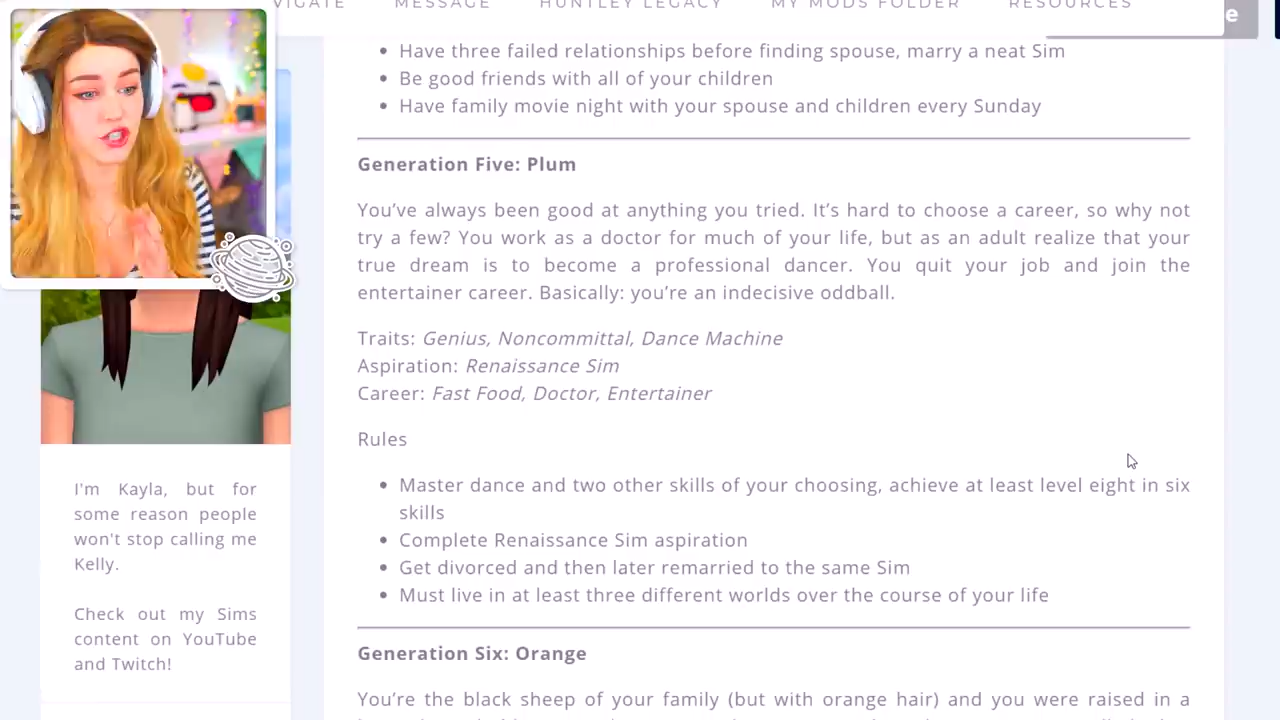 VIGATE MESSAGE HUNTLEY LEGACY MY MODS FOLDER RESOURCES
e
Have three failed relationships before finding spouse, marry a neat Sim
Be good friends with all of your children
Have family movie night with your spouse and children every Sunday
Generation Five: Plum
You’ve always been good at anything you tried. It’s hard to choose a career, so why not
try a few? You work as a doctor for much of your life, but as an adult realize that your
true dream is to become a professional dancer. You quit your job and join the
entertainer career. Basically: you’re an indecisive oddball.
Traits: Genius, Noncommittal, Dance Machine
Aspiration: Renaissance Sim
Career: Fast Food, Doctor, Entertainer
Rules
Master dance and two other skills of your choosing, achieve at least level eight in six
skills
Complete Renaissance Sim aspiration
Get divorced and then later remarried to the same Sim
Must live in at least three different worlds over the course of your life
Generation Six: Orange
You’re the black sheep of your family (but with orange hair) and you were raised in a
I'm Kayla, but for
some reason people
won't stop calling me
Kelly.
Check out my Sims
content on YouTube
and Twitch!